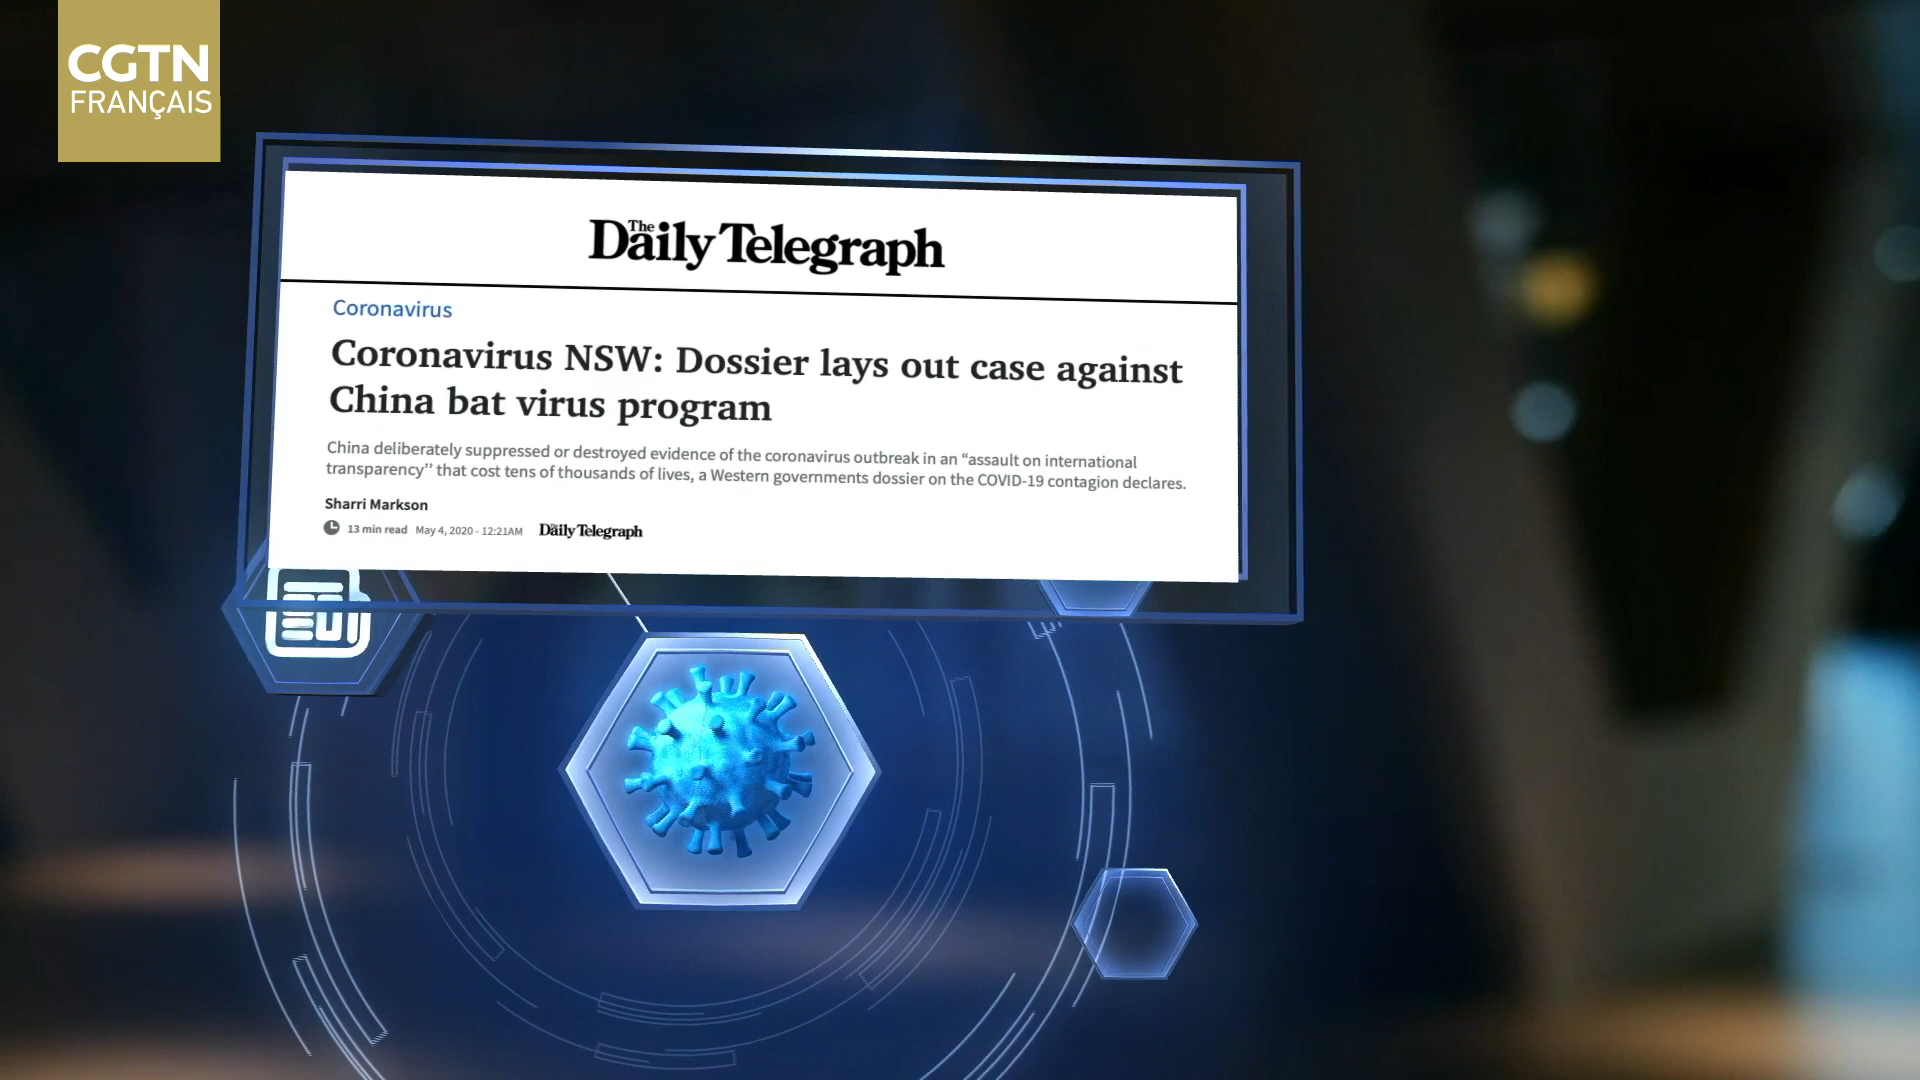 CGTN
FRANÇAIS
The Daily Telegraph
Coronavirus
Coronavirus NSW: Dossier lays out case against
China bat virus program
China deliberately suppressed or destroyed evidence of the coronavirus outbreak in an “assault on international
transparency” that cost tens of thousands of lives, a Western governments dossier on the COVID-19 contagion declares.
Sharri Markson
13 min read May 4, 2020 - 12:21AM The Daily Telegraph